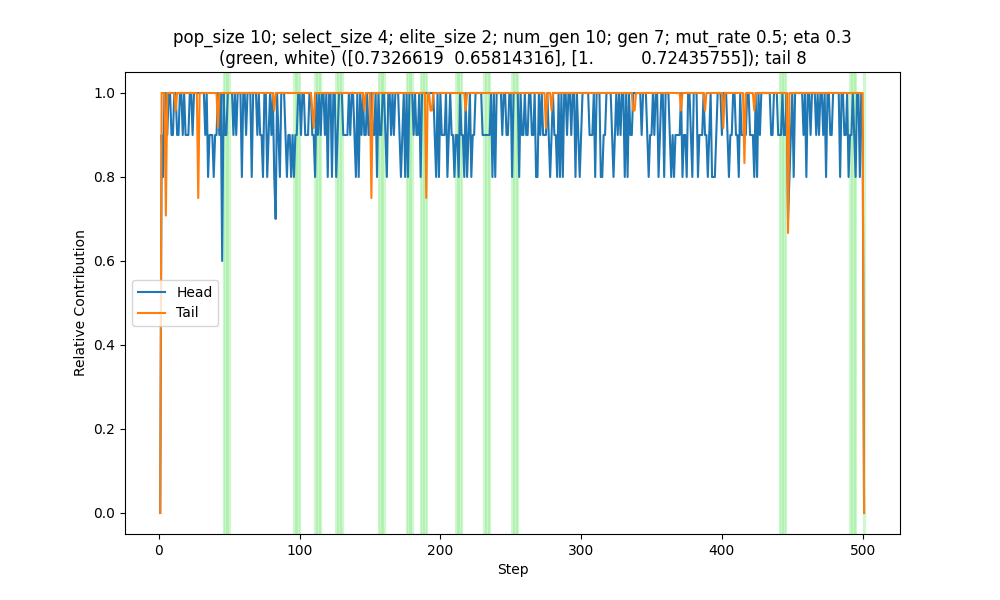 pop_size 10; select_size 4; elite_size 2; num_gen 10; gen 7; mut_rate 0.5; eta 0.3
(green, white) ([0.7326619  0.65814316], [1.         0.72435755]); tail 8
1.0
0.8
0.6
0.4
0.2
0.0
Relative Contribution
Head
Tail
0
100
200
300
400
500
Step